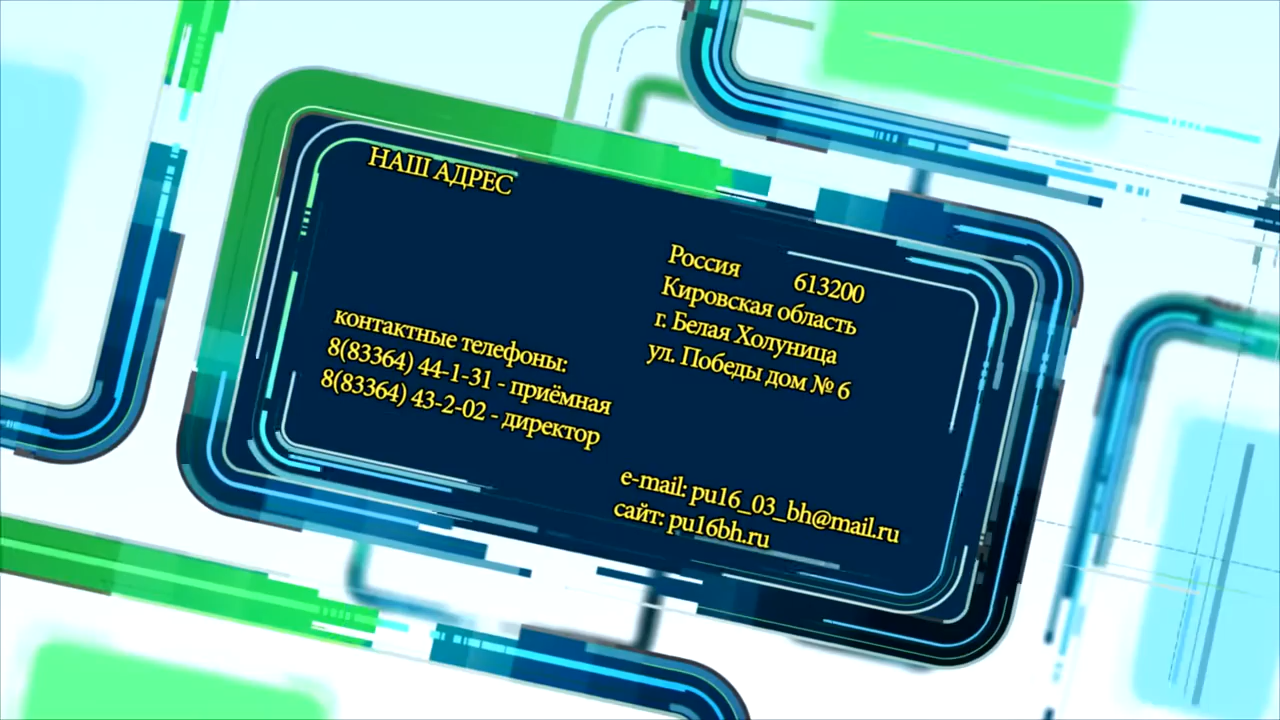 НАШ АДРЕС
Россия 613200
Кировская область
г. Белая Холуница
ул. Победы дом № 6
контактные телефоны:
8(83364) 44-1-31 - приёмная
8(83364) 43-2-02 - директор
e-mail: pu16_03_bh@mail.ru
сайт: pu16bh.ru